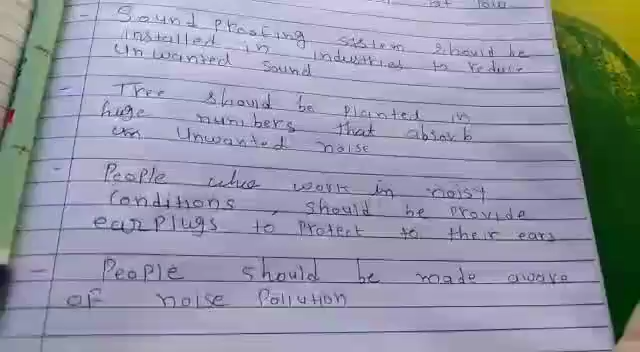 - Sound proofing system should be
installed in industries to reduce
unwanted sound
- Tree should be planted in
huge numbers that absorb
un unwanted noise
- People who work in noisy
conditions, should be provide
earplugs to protect to their ears
- People should be made aware
of noise pollution